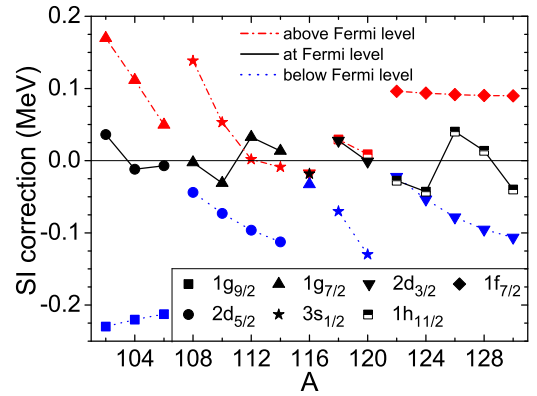 above Fermi level
at Fermi level
below Fermi level
0.2
0.1
0.0
-0.1
-0.2
SI correction (MeV)
1g9/2 1g7/2 2d3/2 1f7/2
2d5/2 3s1/2 1h11/2
104 108 112 116 120 124 128
A